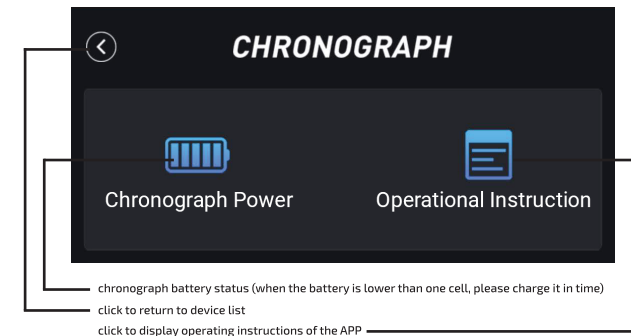 CHRONOGRAPH
Chronograph Power
Operational Instruction
chronograph battery status (when the battery is lower than one cell, please charge it in time)
click to return to device list
click to display operating instructions of the APP